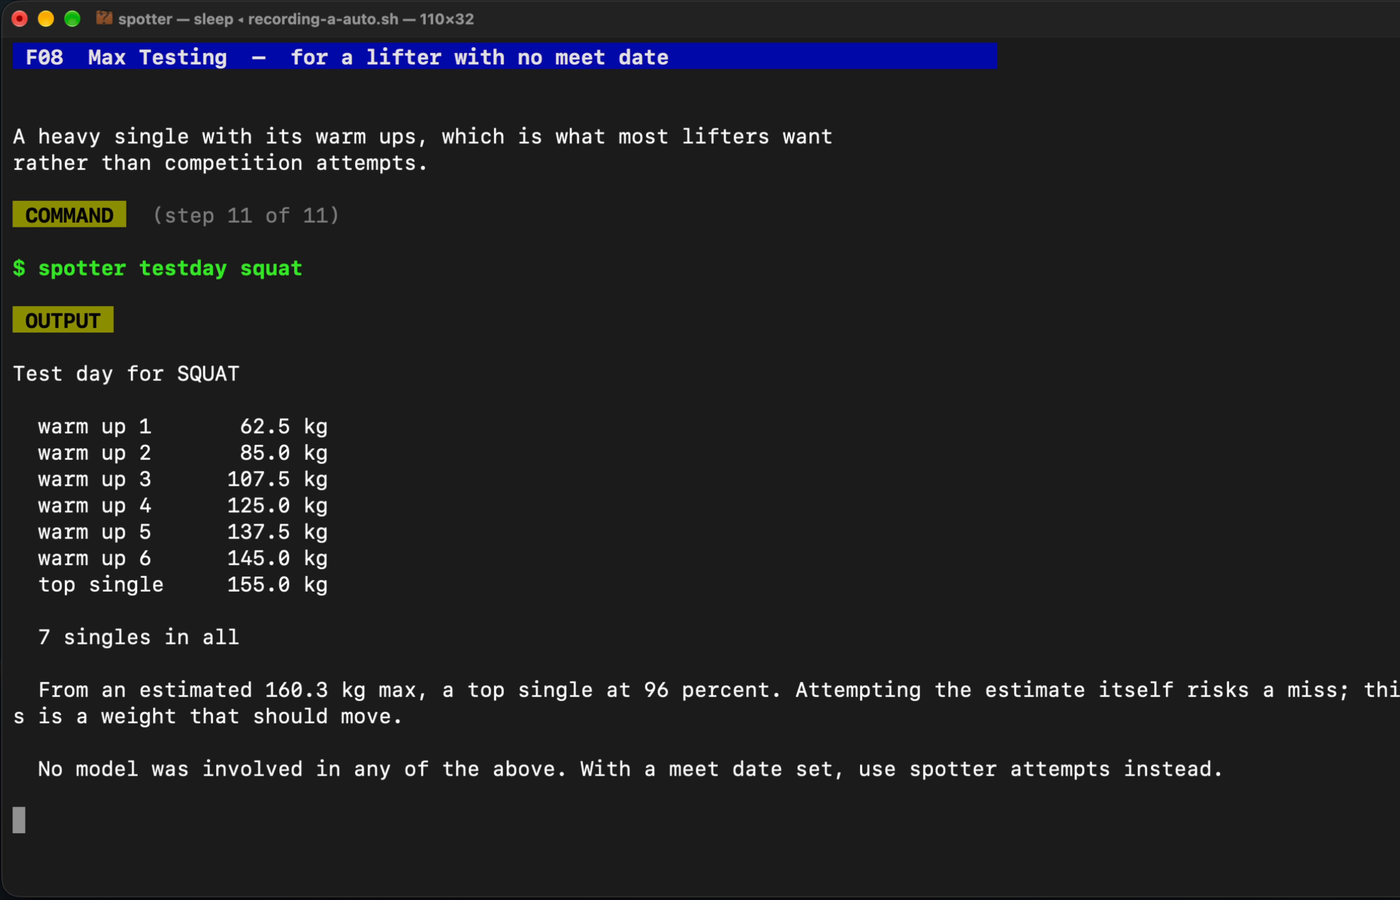 spotter — sleep ◂ recording-a-auto.sh — 110×32
F08  Max Testing  —  for a lifter with no meet date
A heavy single with its warm ups, which is what most lifters want
rather than competition attempts.
COMMAND  (step 11 of 11)
$ spotter testday squat
OUTPUT
Test day for SQUAT
warm up 1       62.5 kg
warm up 2       85.0 kg
warm up 3      107.5 kg
warm up 4      125.0 kg
warm up 5      137.5 kg
warm up 6      145.0 kg
top single     155.0 kg
7 singles in all
From an estimated 160.3 kg max, a top single at 96 percent. Attempting the estimate itself risks a miss; thi
s is a weight that should move.
No model was involved in any of the above. With a meet date set, use spotter attempts instead.